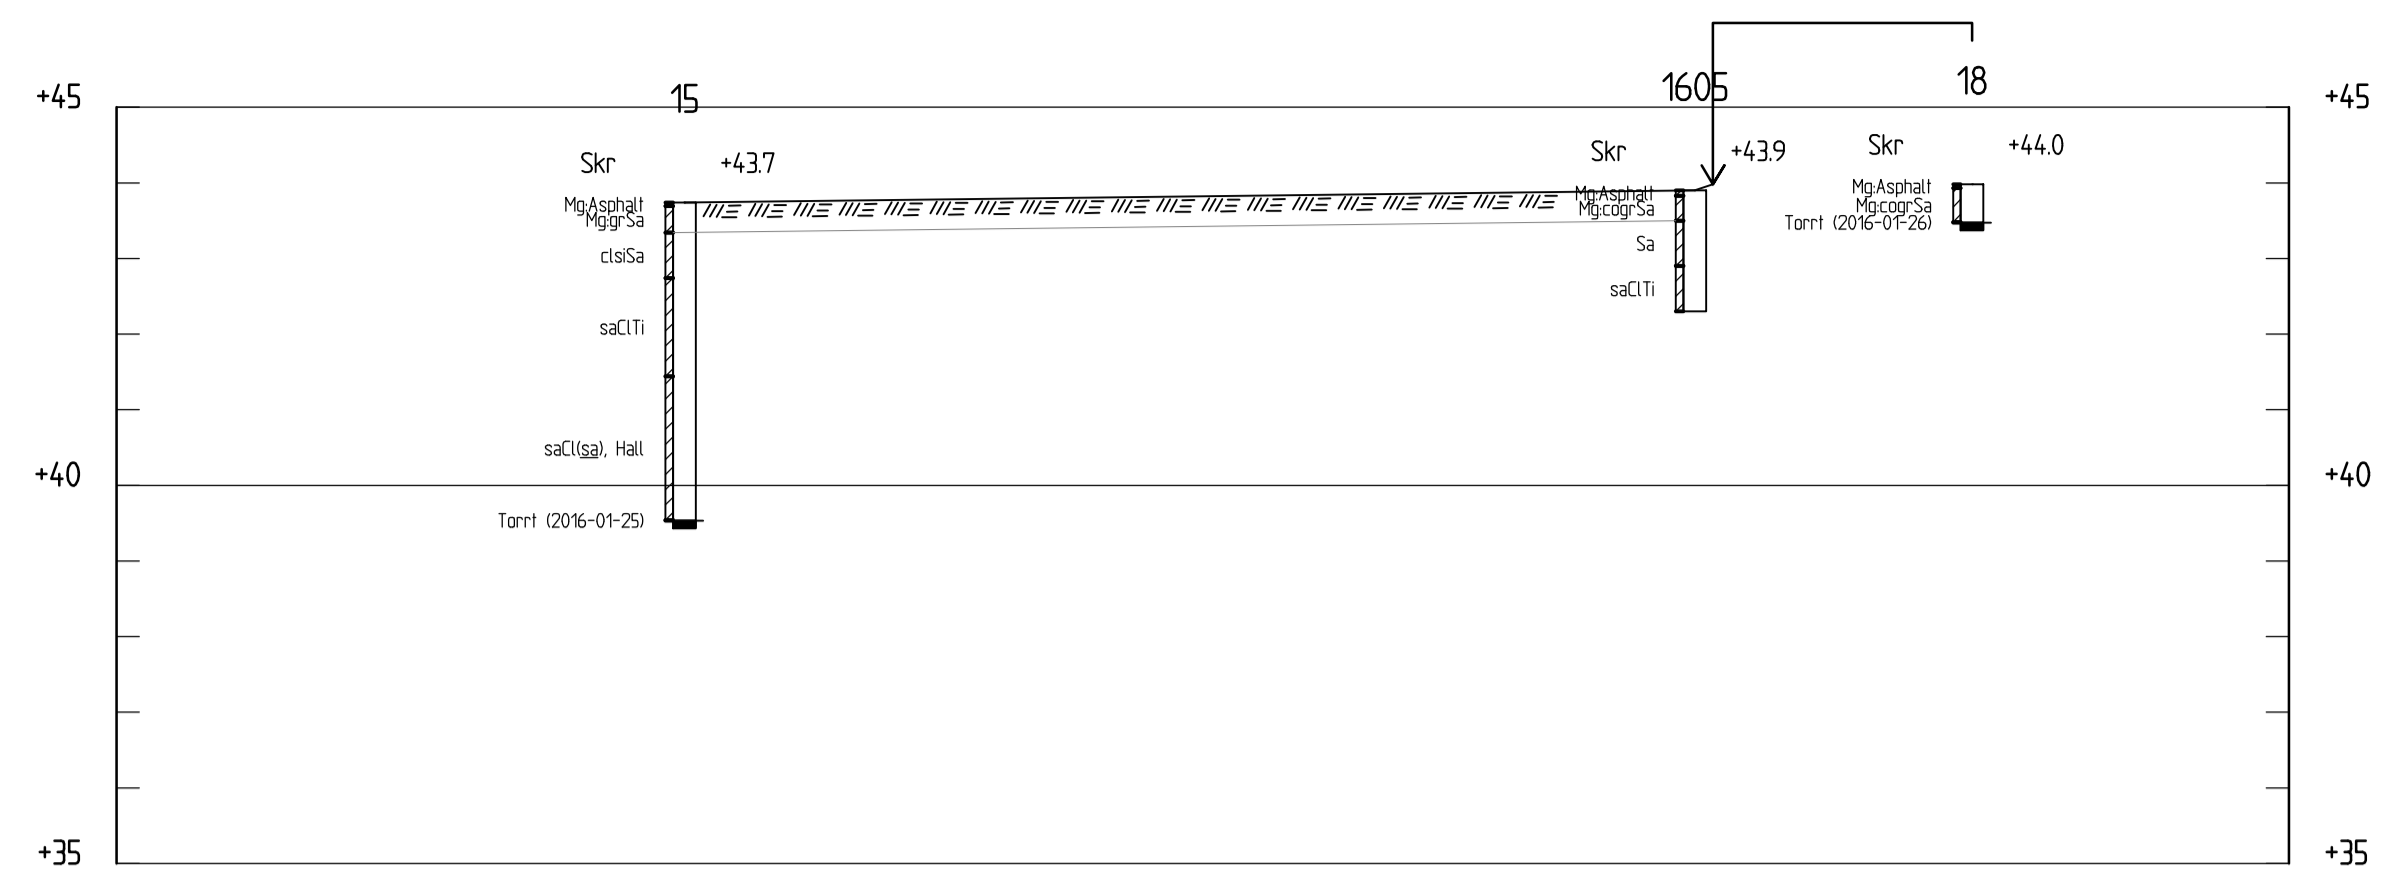 15
1605
18
+45
+45
Skr
+43.7
Skr
+43.9
Skr
+44.0
Mg:Asphalt
Mg:grSa
clsiSa
saClTi
saCl(sa), Hall
Torrt (2016-01-25)
Mg:Asphalt
Mg:cogrSa
Sa
saClTi
Mg:Asphalt
Mg:cogrSa
Torrt (2016-01-26)
+40
+40
+35
+35